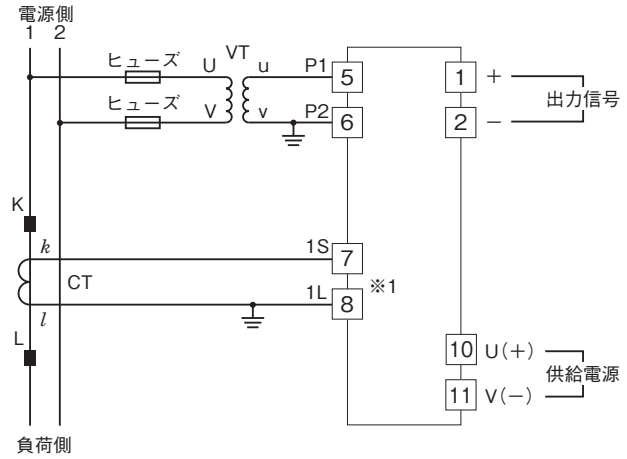 電源側
1 2
ヒューズ U VT u P1 5 1 +
出力信号
ヒューズ V v P2 6 2 −
K
k 1S 7
CT ※1
l 1L 8
L
10 U(+)
供給電源
11 V(−)
負荷側